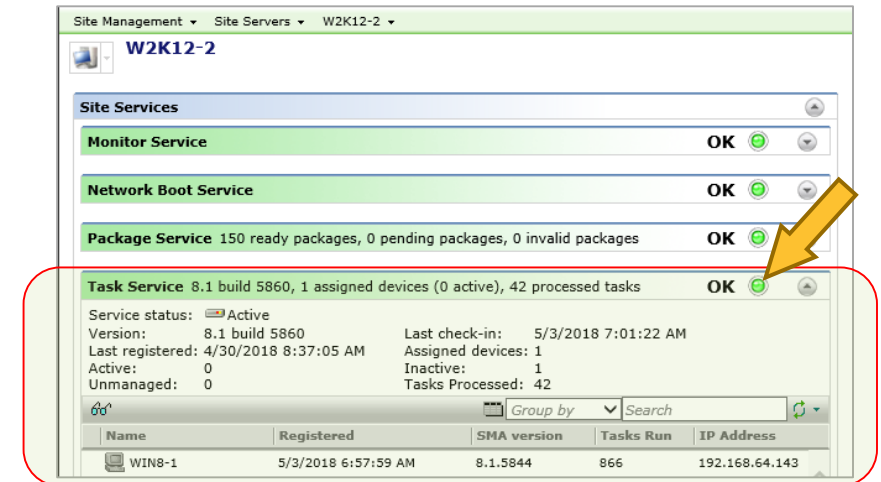 Site Management Site Servers W2K12-2
W2K12-2
Site Services
Monitor Service OK
Network Boot Service OK
Package Service 150 ready packages, 0 pending packages, 0 invalid packages OK
Task Service 8.1 build 5860, 1 assigned devices (0 active), 42 processed tasks OK
Service status: Active
Version: 8.1 build 5860 Last check-in: 5/3/2018 7:01:22 AM
Last registered: 4/30/2018 8:37:05 AM Assigned devices: 1
Active: 0 Inactive: 1
Unmanaged: 0 Tasks Processed: 42
Group by Search
Name Registered SMA version Tasks Run IP Address
WIN8-1 5/3/2018 6:57:59 AM 8.1.5844 866 192.168.64.143